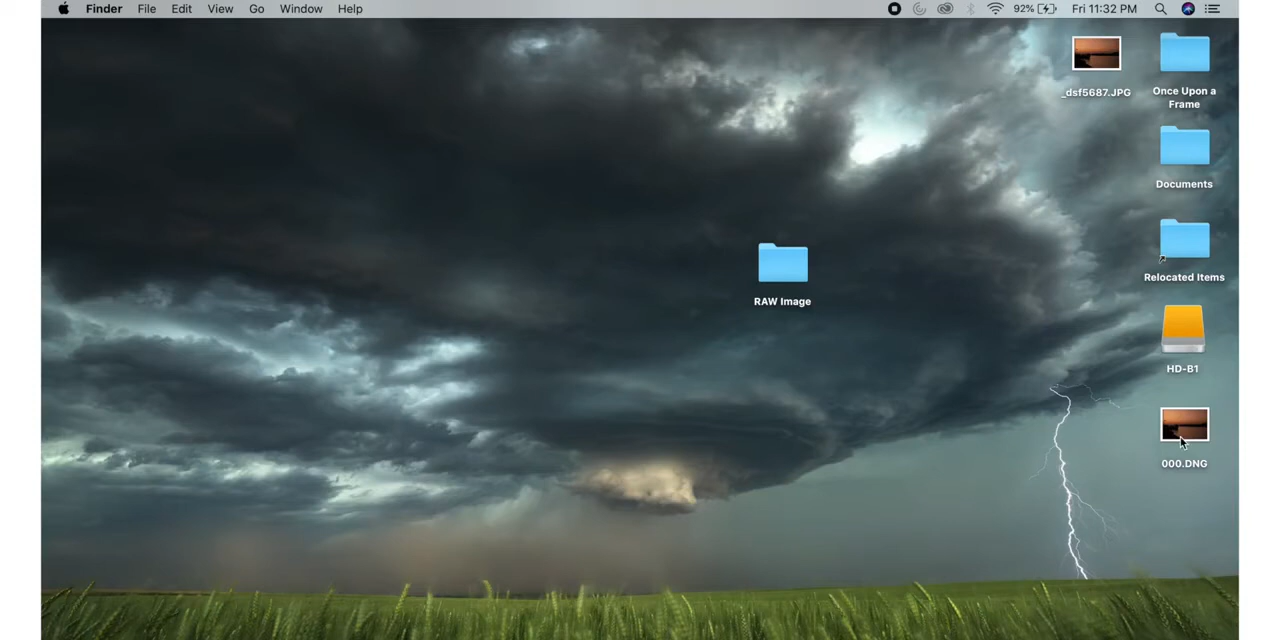 Finder File Edit View Go Window Help 92% Fri 11:32 PM
_dsf5687.JPG
Once Upon a
Frame
Documents
RAW Image
Relocated Items
HD-B1
000.DNG